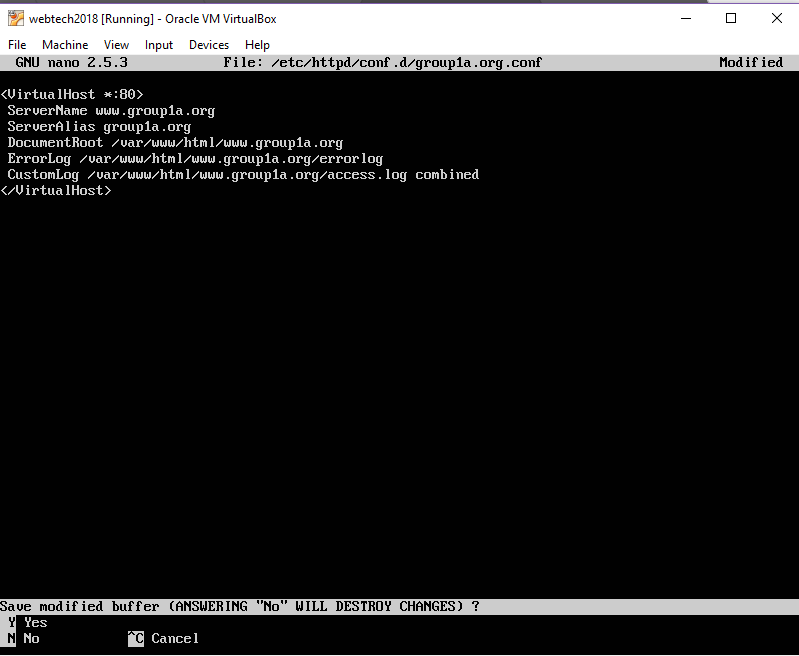 webtech2018 [Running] - Oracle VM VirtualBox
File Machine View Input Devices Help
GNU nano 2.5.3 File: /etc/httpd/conf.d/group1a.org.conf Modified
<VirtualHost *:80>
ServerName www.group1a.org
ServerAlias group1a.org
DocumentRoot /var/www/html/www.group1a.org
ErrorLog /var/www/html/www.group1a.org/errorlog
CustomLog /var/www/html/www.group1a.org/access.log combined
</VirtualHost>
Save modified buffer (ANSWERING "No" WILL DESTROY CHANGES) ?
Y Yes
N No ^C Cancel